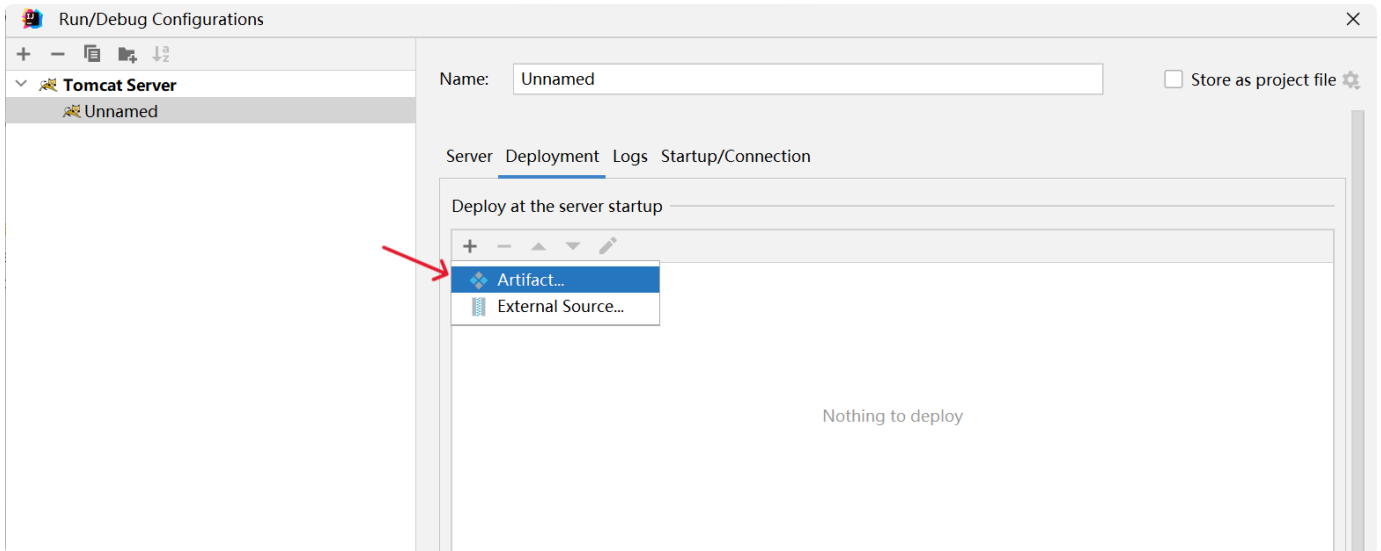 Run/Debug Configurations
Tomcat Server
Unnamed
Name: Unnamed Store as project file
Server Deployment Logs Startup/Connection
Deploy at the server startup
Artifact...
External Source...
Nothing to deploy